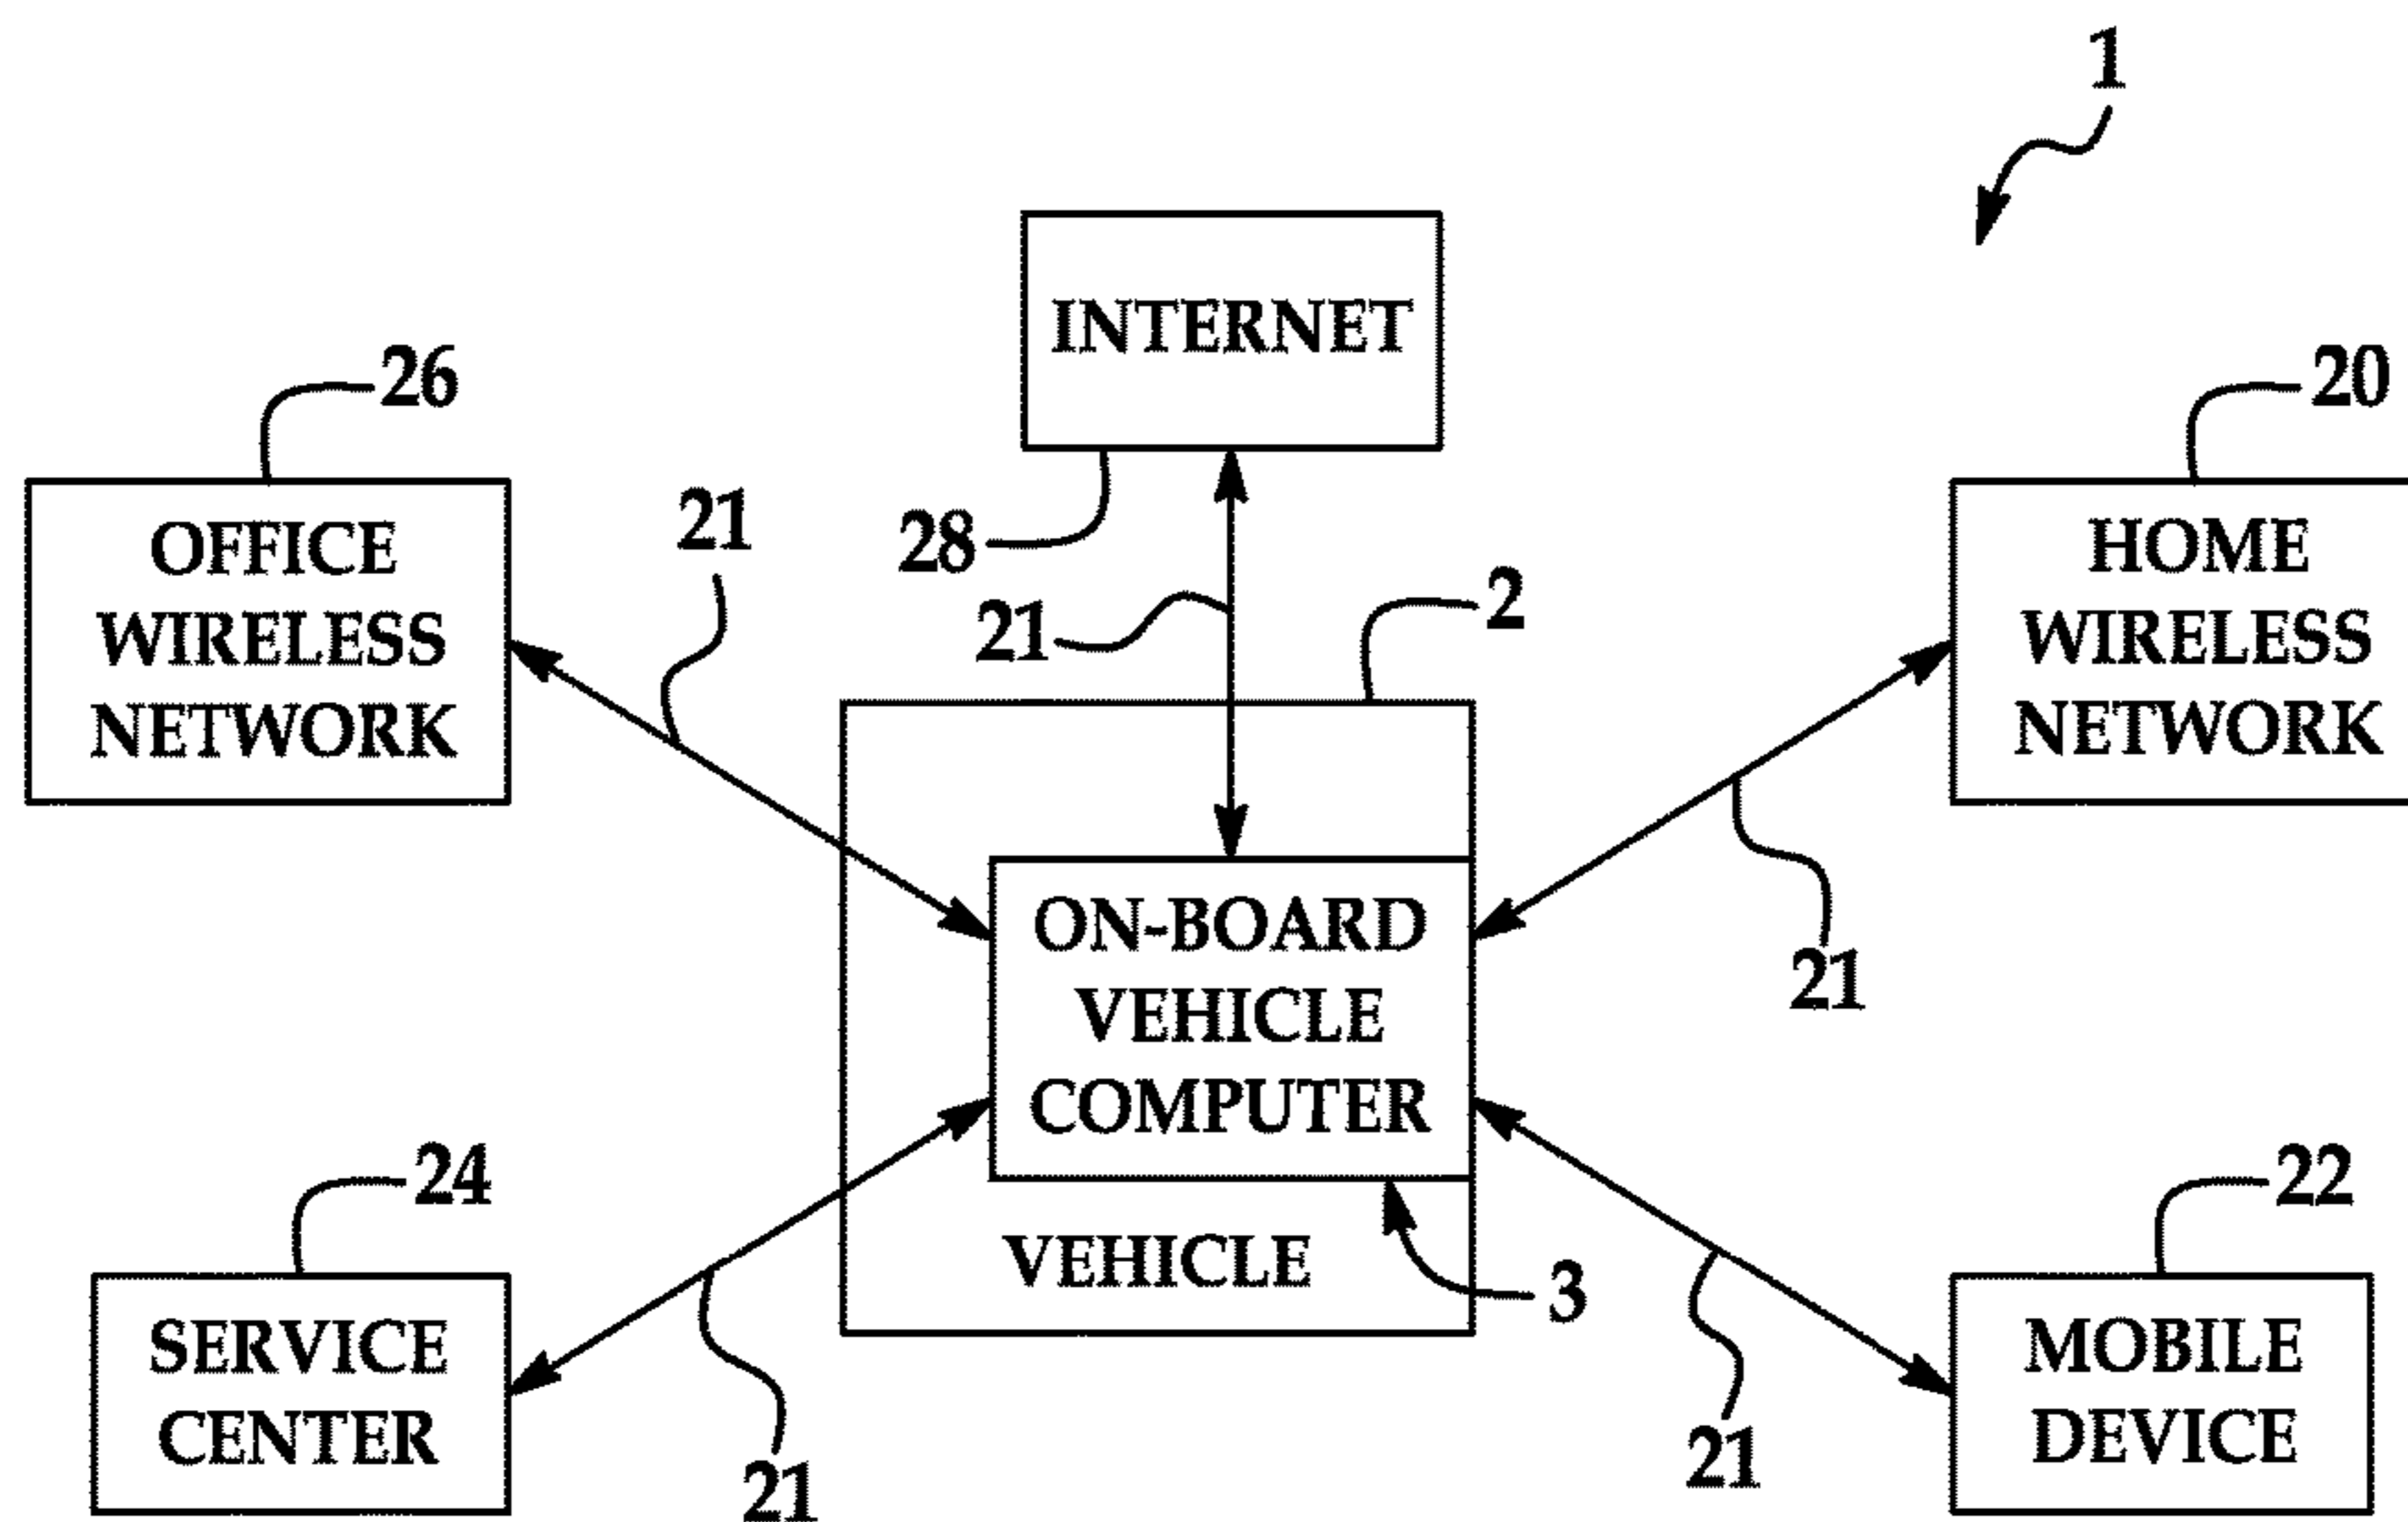 1
INTERNET
26
20
21
28
OFFICE
WIRELESS
NETWORK
HOME
WIRELESS
NETWORK
21
2
ON-BOARD
VEHICLE
COMPUTER
21
24
22
VEHICLE
3
SERVICE
CENTER
MOBILE
DEVICE
21
21